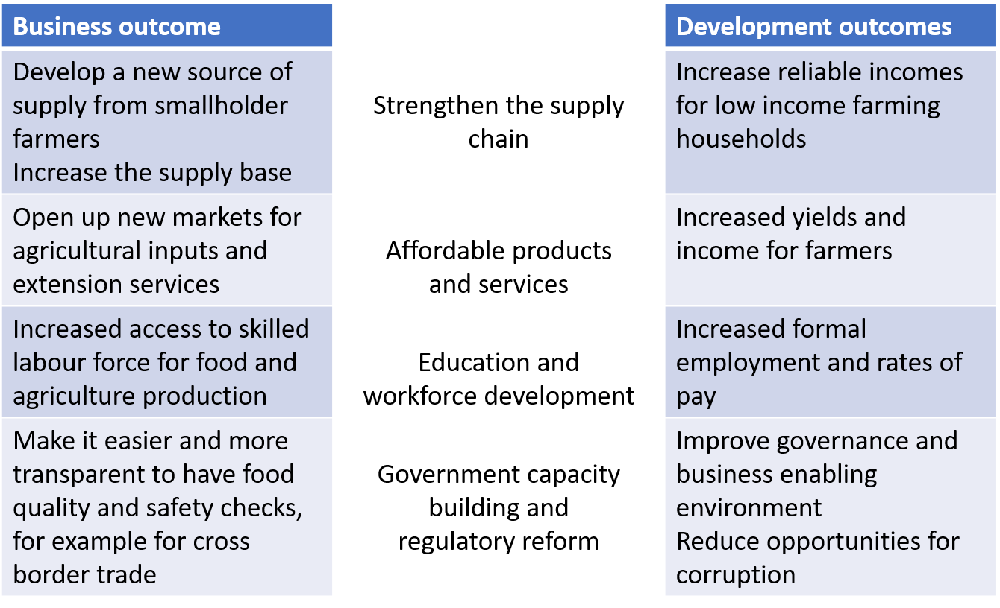 Business outcome
Development outcomes
Develop a new source of
supply from smallholder
farmers
Increase the supply base
Strengthen the supply
chain
Increase reliable incomes
for low income farming
households
Open up new markets for
agricultural inputs and
extension services
Affordable products
and services
Increased yields and
income for farmers
Increased access to skilled
labour force for food and
agriculture production
Education and
workforce development
Increased formal
employment and rates of
pay
Make it easier and more
transparent to have food
quality and safety checks,
for example for cross
border trade
Government capacity
building and
regulatory reform
Improve governance and
business enabling
environment
Reduce opportunities for
corruption